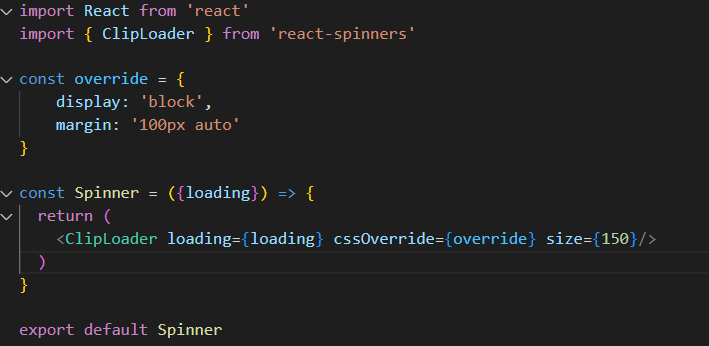 import React from 'react'
import { ClipLoader } from 'react-spinners'
const override = {
display: 'block',
margin: '100px auto'
}
const Spinner = ({loading}) => {
return (
<ClipLoader loading={loading} cssOverride={override} size={150}/>
)
}
export default Spinner